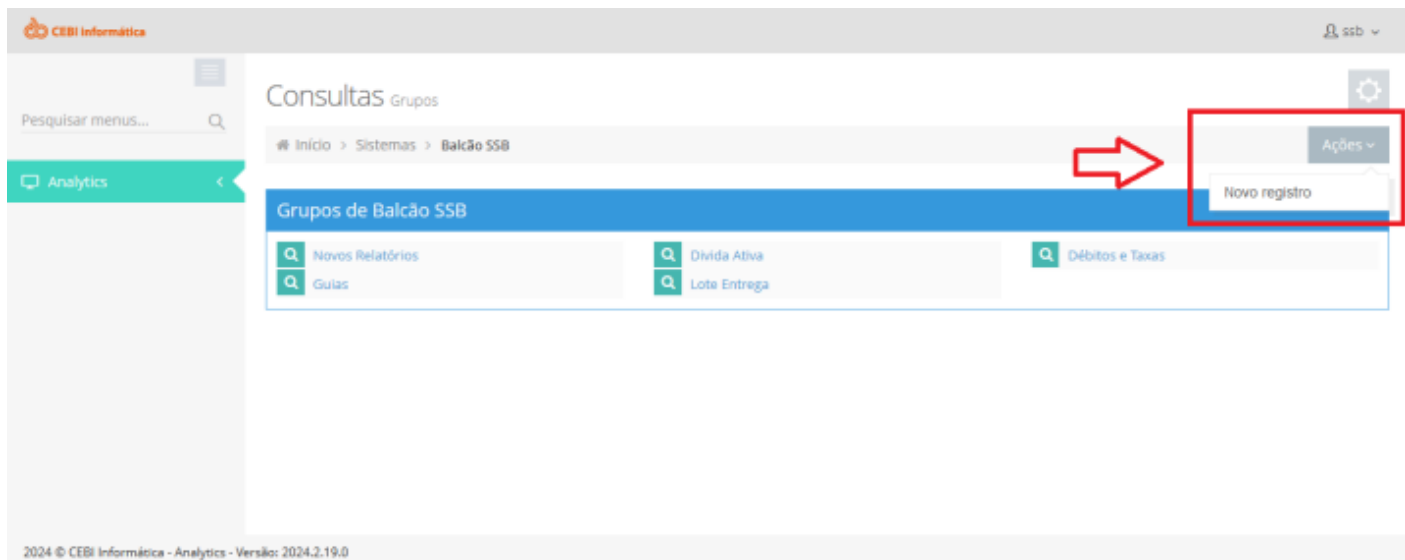 CEBI informática
ssb
Pesquisar menus...
Analytics
Consultas Grupos
Início > Sistemas > Balcão SSB
Ações
Novo registro
Grupos de Balcão SSB
Novos Relatórios
Divida Ativa
Débitos e Taxas
Guias
Lote Entrega
2024 © CEBI Informática - Analytics - Versão: 2024.2.19.0